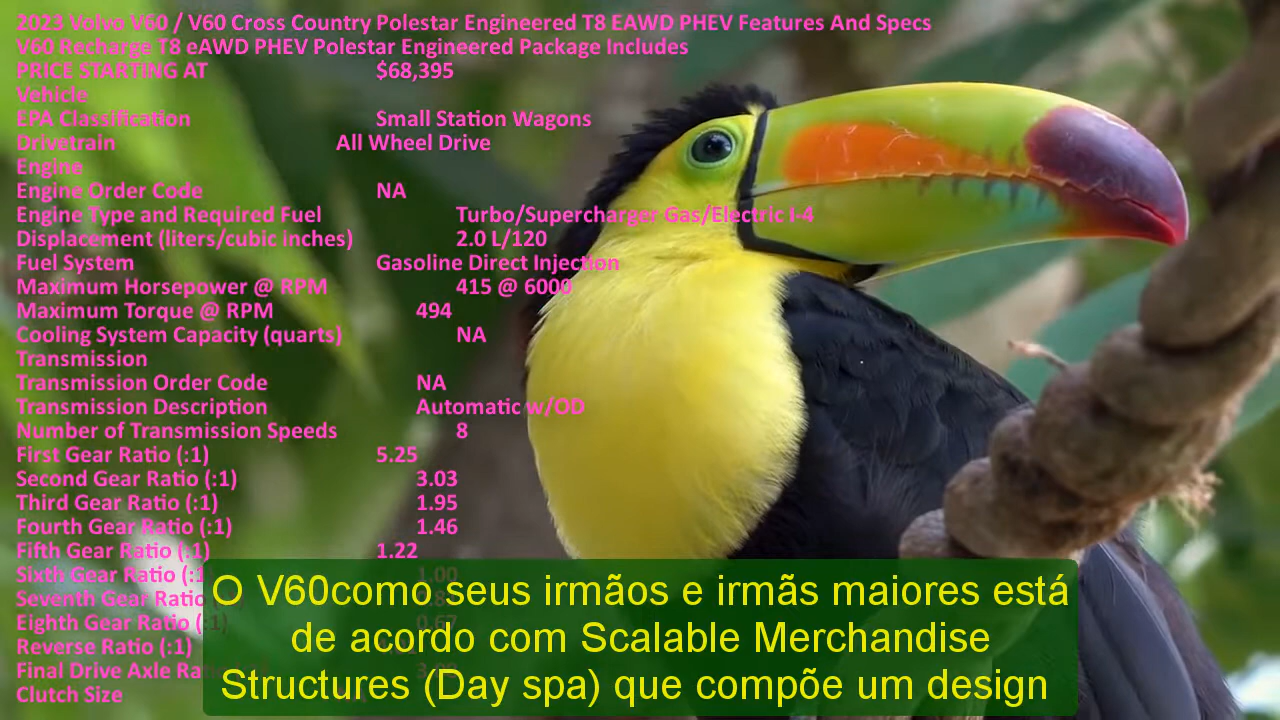 2023 Volvo V60 / V60 Cross Country Polestar Engineered T8 EAWD PHEV Features And Specs
V60 Recharge T8 eAWD PHEV Polestar Engineered Package Includes
PRICE STARTING AT $68,395
Vehicle
EPA Classification Small Station Wagons
Drivetrain All Wheel Drive
Engine
Engine Order Code NA
Engine Type and Required Fuel Turbo/Supercharger Gas/Electric I-4
Displacement (liters/cubic inches) 2.0 L/120
Fuel System Gasoline Direct Injection
Maximum Horsepower @ RPM 415 @ 6000
Maximum Torque @ RPM 494
Cooling System Capacity (quarts) NA
Transmission
Transmission Order Code NA
Transmission Description Automatic w/OD
Number of Transmission Speeds 8
First Gear Ratio (:1) 5.25
Second Gear Ratio (:1) 3.03
Third Gear Ratio (:1) 1.95
Fourth Gear Ratio (:1) 1.46
Fifth Gear Ratio (:1) 1.22
Sixth Gear Ratio (:1 1.00
Seventh Gear Ratio
Eighth Gear Ratio (:1) 0.67
Reverse Ratio (:1)
Final Drive Axle Ratio
Clutch Size
O V60como seus irmãos e irmãs maiores está
de acordo com Scalable Merchandise
Structures (Day spa) que compõe um design